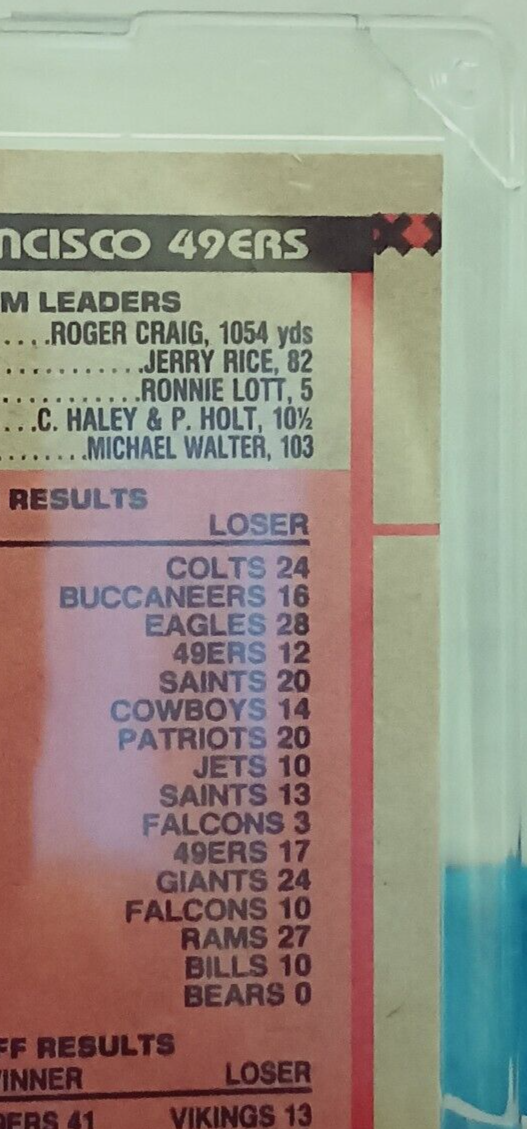 NCISCO 49ERS
M LEADERS
....ROGER CRAIG, 1054 yds
...........JERRY RICE, 82
............RONNIE LOTT, 5
...C. HALEY & P. HOLT, 10½
........MICHAEL WALTER, 103
RESULTS
LOSER
COLTS 24
BUCCANEERS 16
EAGLES 28
49ERS 12
SAINTS 20
COWBOYS 14
PATRIOTS 20
JETS 10
SAINTS 13
FALCONS 3
49ERS 17
GIANTS 24
FALCONS 10
RAMS 27
BILLS 10
BEARS 0
FF RESULTS
INNER LOSER
ERS 41 VIKINGS 13